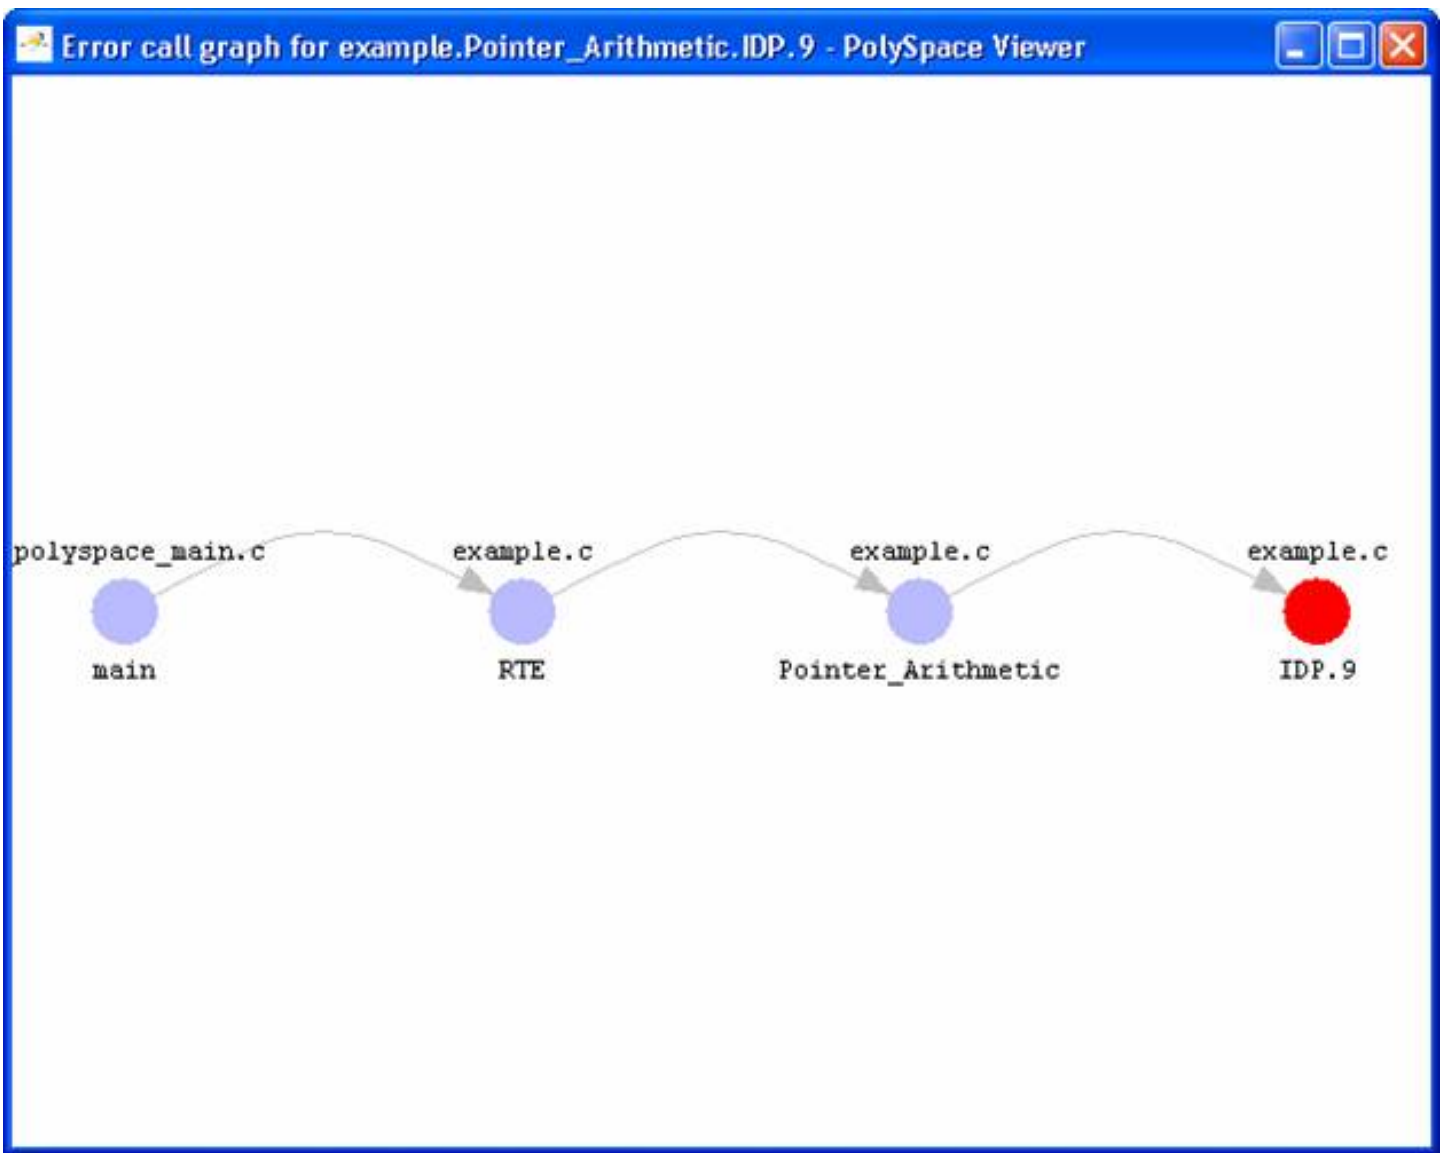 Error call graph for example.Pointer_Arithmetic.IDP.9 - PolySpace Viewer
polyspace_main.c example.c example.c example.c
main RTE Pointer_Arithmetic IDP.9